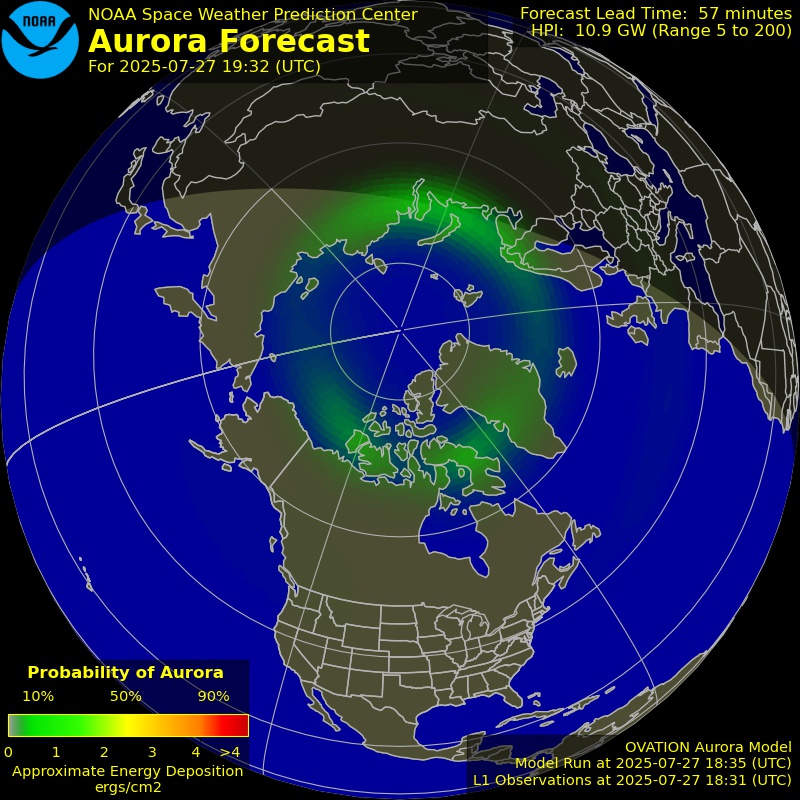 NOAA
NOAA Space Weather Prediction Center
Aurora Forecast
For 2025-07-27 19:32 (UTC)
Forecast Lead Time:  57 minutes
HPI:  10.9 GW (Range 5 to 200)
Probability of Aurora
10% 50% 90%
0 1 2 3 4 >4
Approximate Energy Deposition
ergs/cm2
OVATION Aurora Model
Model Run at 2025-07-27 18:35 (UTC)
L1 Observations at 2025-07-27 18:31 (UTC)